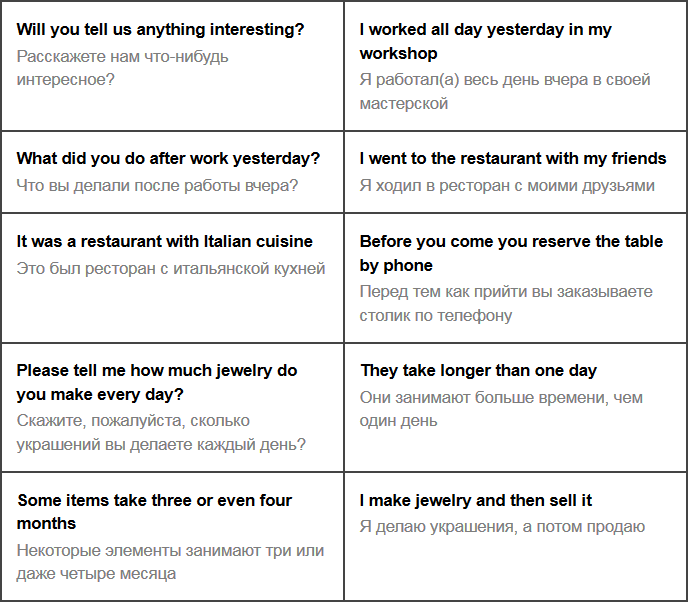 Will you tell us anything interesting?
Расскажете нам что-нибудь
интересное?
I worked all day yesterday in my
workshop
Я работал(а) весь день вчера в своей
мастерской
What did you do after work yesterday?
Что вы делали после работы вчера?
I went to the restaurant with my friends
Я ходил в ресторан с моими друзьями
It was a restaurant with Italian cuisine
Это был ресторан с итальянской кухней
Before you come you reserve the table
by phone
Перед тем как прийти вы заказываете
столик по телефону
Please tell me how much jewelry do
you make every day?
Скажите, пожалуйста, сколько
украшений вы делаете каждый день?
They take longer than one day
Они занимают больше времени, чем
один день
Some items take three or even four
months
Некоторые элементы занимают три или
даже четыре месяца
I make jewelry and then sell it
Я делаю украшения, а потом продаю